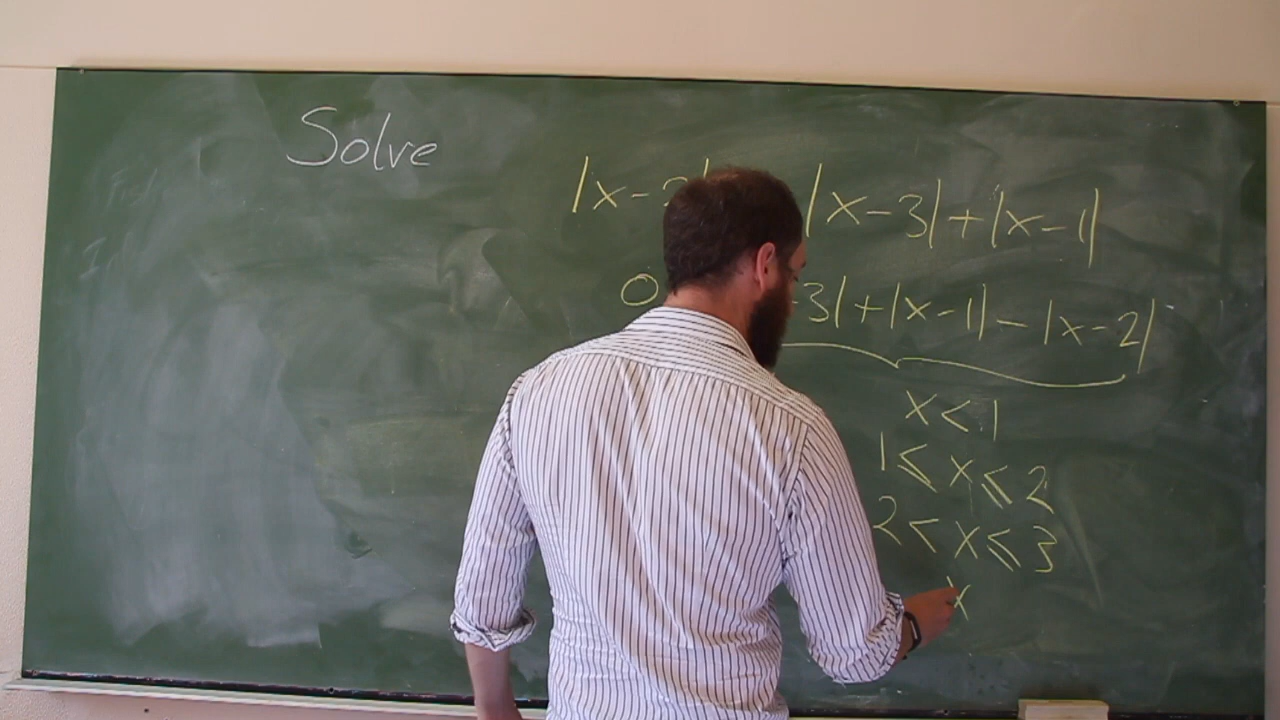 Solve
|x-2| |x-3|+|x-1|
0 -3|+|x-1|-|x-2|
x<1
1≤x≤2
2<x≤3
x